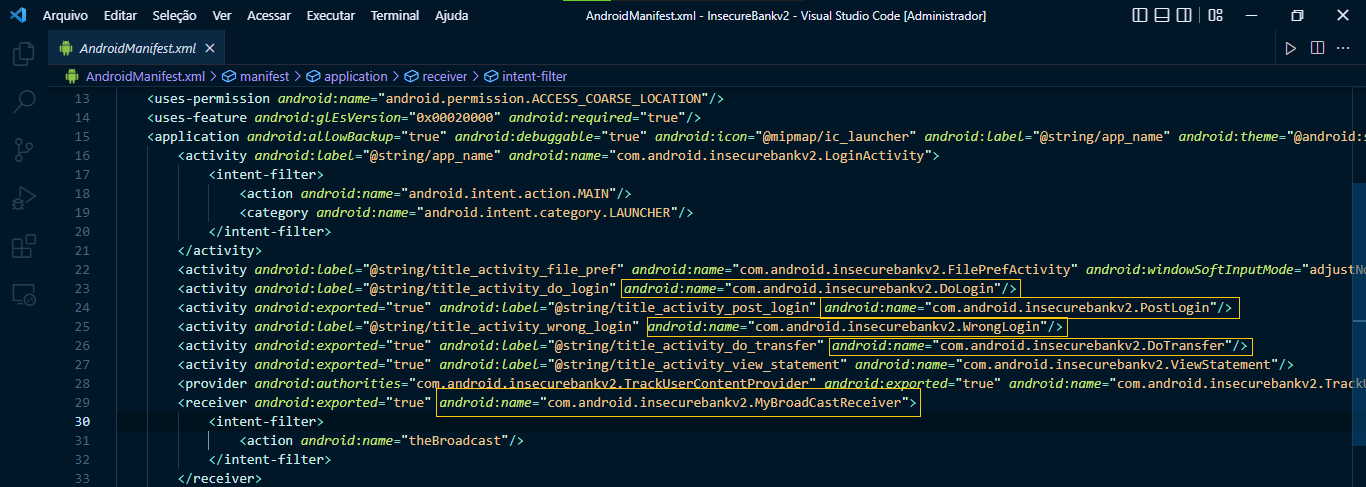 Arquivo Editar Seleção Ver Acessar Executar Terminal Ajuda AndroidManifest.xml - InsecureBankv2 - Visual Studio Code [Administrador]
AndroidManifest.xml
AndroidManifest.xml > manifest > application > receiver > intent-filter
13 <uses-permission android:name="android.permission.ACCESS_COARSE_LOCATION"/>
14 <uses-feature android:glEsVersion="0x00020000" android:required="true"/>
15 <application android:allowBackup="true" android:debuggable="true" android:icon="@mipmap/ic_launcher" android:label="@string/app_name" android:theme="@android:s
16 <activity android:label="@string/app_name" android:name="com.android.insecurebankv2.LoginActivity">
17 <intent-filter>
18 <action android:name="android.intent.action.MAIN"/>
19 <category android:name="android.intent.category.LAUNCHER"/>
20 </intent-filter>
21 </activity>
22 <activity android:label="@string/title_activity_file_pref" android:name="com.android.insecurebankv2.FilePrefActivity" android:windowSoftInputMode="adjustNo
23 <activity android:label="@string/title_activity_do_login" android:name="com.android.insecurebankv2.DoLogin"/>
24 <activity android:exported="true" android:label="@string/title_activity_post_login" android:name="com.android.insecurebankv2.PostLogin"/>
25 <activity android:label="@string/title_activity_wrong_login" android:name="com.android.insecurebankv2.WrongLogin"/>
26 <activity android:exported="true" android:label="@string/title_activity_do_transfer" android:name="com.android.insecurebankv2.DoTransfer"/>
27 <activity android:exported="true" android:label="@string/title_activity_view_statement" android:name="com.android.insecurebankv2.ViewStatement"/>
28 <provider android:authorities="com.android.insecurebankv2.TrackUserContentProvider" android:exported="true" android:name="com.android.insecurebankv2.TrackU
29 <receiver android:exported="true" android:name="com.android.insecurebankv2.MyBroadCastReceiver">
30 <intent-filter>
31 <action android:name="theBroadcast"/>
32 </intent-filter>
33 </receiver>